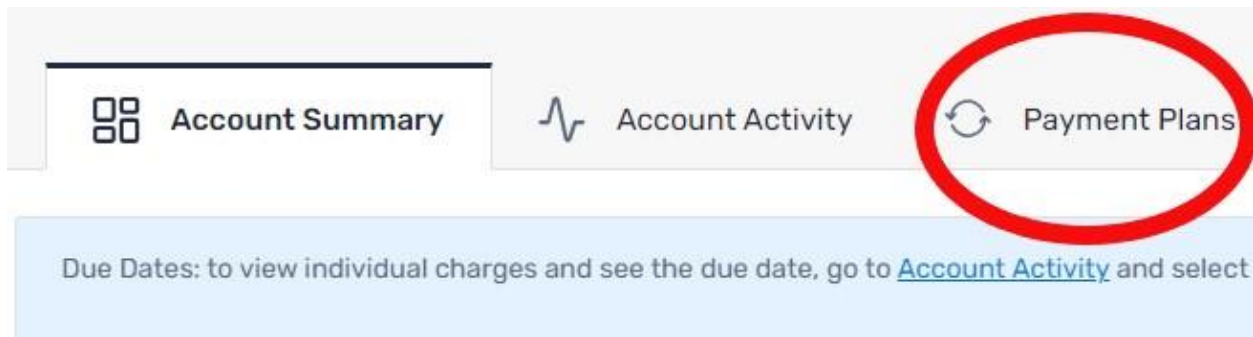 Account Summary Account Activity Payment Plans
Due Dates: to view individual charges and see the due date, go to Account Activity and select